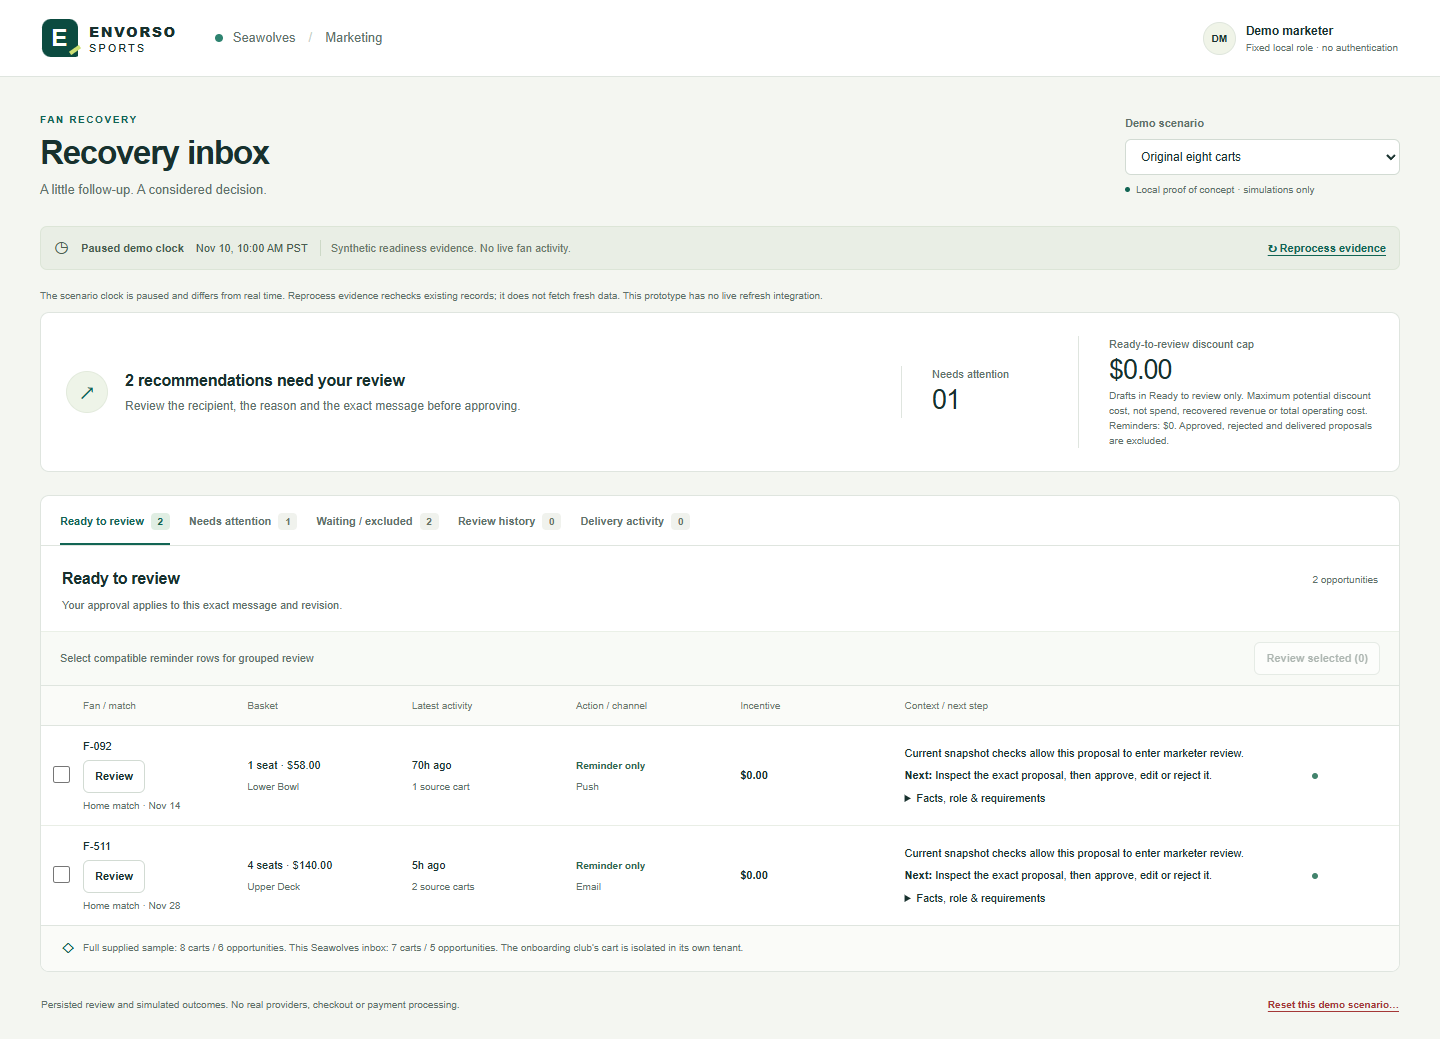 E ENVORSO
SPORTS
Seawolves / Marketing
DM Demo marketer
Fixed local role · no authentication
FAN RECOVERY
Recovery inbox
A little follow-up. A considered decision.
Demo scenario
Original eight carts
Local proof of concept · simulations only
Paused demo clock Nov 10, 10:00 AM PST Synthetic readiness evidence. No live fan activity.
↻ Reprocess evidence
The scenario clock is paused and differs from real time. Reprocess evidence rechecks existing records; it does not fetch fresh data. This prototype has no live refresh integration.
2 recommendations need your review
Review the recipient, the reason and the exact message before approving.
Needs attention
01
Ready-to-review discount cap
$0.00
Drafts in Ready to review only. Maximum potential discount
cost, not spend, recovered revenue or total operating cost.
Reminders: $0. Approved, rejected and delivered proposals
are excluded.
Ready to review 2 Needs attention 1 Waiting / excluded 2 Review history 0 Delivery activity 0
Ready to review
2 opportunities
Your approval applies to this exact message and revision.
Select compatible reminder rows for grouped review
Review selected (0)
Fan / match Basket Latest activity Action / channel Incentive Context / next step
F-092
Review
Home match · Nov 14
1 seat · $58.00
Lower Bowl
70h ago
1 source cart
Reminder only
Push
$0.00
Current snapshot checks allow this proposal to enter marketer review.
Next: Inspect the exact proposal, then approve, edit or reject it.
Facts, role & requirements
F-511
Review
Home match · Nov 28
4 seats · $140.00
Upper Deck
5h ago
2 source carts
Reminder only
Email
$0.00
Current snapshot checks allow this proposal to enter marketer review.
Next: Inspect the exact proposal, then approve, edit or reject it.
Facts, role & requirements
Full supplied sample: 8 carts / 6 opportunities. This Seawolves inbox: 7 carts / 5 opportunities. The onboarding club's cart is isolated in its own tenant.
Persisted review and simulated outcomes. No real providers, checkout or payment processing.
Reset this demo scenario...